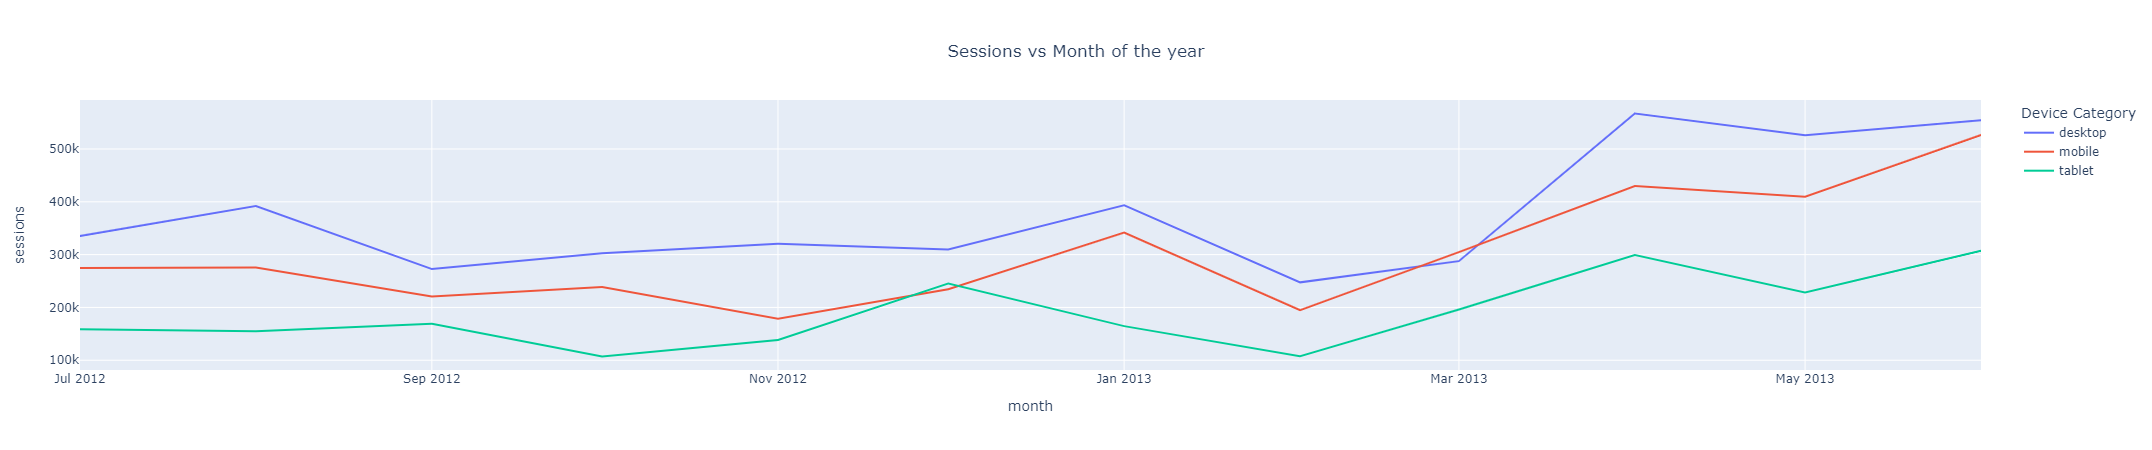 Sessions vs Month of the year
500k
400k
300k
200k
100k
sessions
Jul 2012
Sep 2012
Nov 2012
Jan 2013
Mar 2013
May 2013
month
Device Category
desktop
mobile
tablet